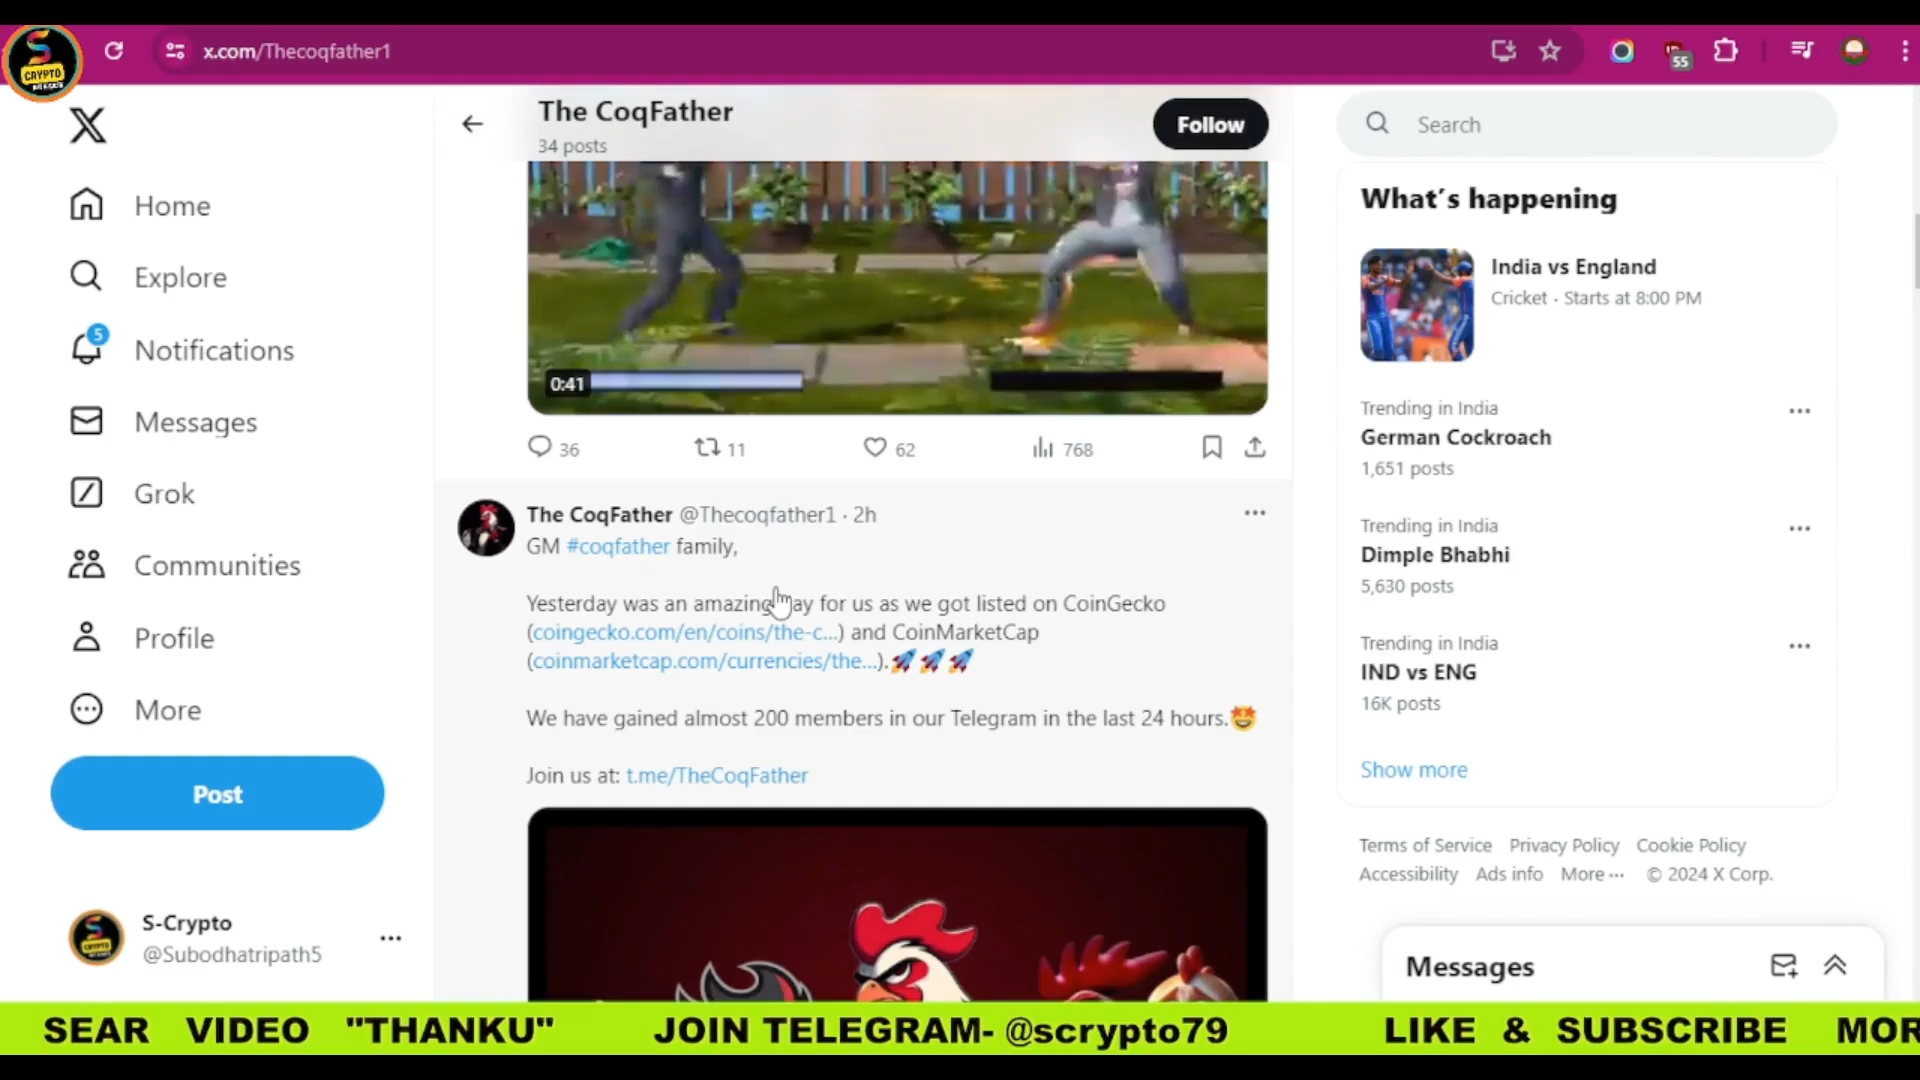 S
CRYPTO
x.com/Thecoqfather1
55
The CoqFather
34 posts
Follow
Search
Home
Explore
5
Notifications
Messages
Grok
Communities
Profile
More
Post
S-Crypto
@Subodhatripath5
0:41
36
11
62
768
The CoqFather @Thecoqfather1 · 2h
GM #coqfather family,
Yesterday was an amazing day for us as we got listed on CoinGecko
(coingecko.com/en/coins/the-c...) and CoinMarketCap
(coinmarketcap.com/currencies/the...).🚀🚀🚀
We have gained almost 200 members in our Telegram in the last 24 hours.🤩
Join us at: t.me/TheCoqFather
What's happening
India vs England
Cricket · Starts at 8:00 PM
Trending in India
German Cockroach
1,651 posts
Trending in India
Dimple Bhabhi
5,630 posts
Trending in India
IND vs ENG
16K posts
Show more
Terms of Service Privacy Policy Cookie Policy
Accessibility Ads info More ··· © 2024 X Corp.
Messages
SEAR VIDEO "THANKU" JOIN TELEGRAM- @scrypto79 LIKE & SUBSCRIBE MOR